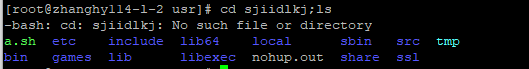 [root@zhanghy114-1-2 usr]# cd sjiidlkj;ls
-bash: cd: sjiidlkj: No such file or directory
a.sh etc include lib64 local sbin src tmp
bin games lib libexec nohup.out share ssl